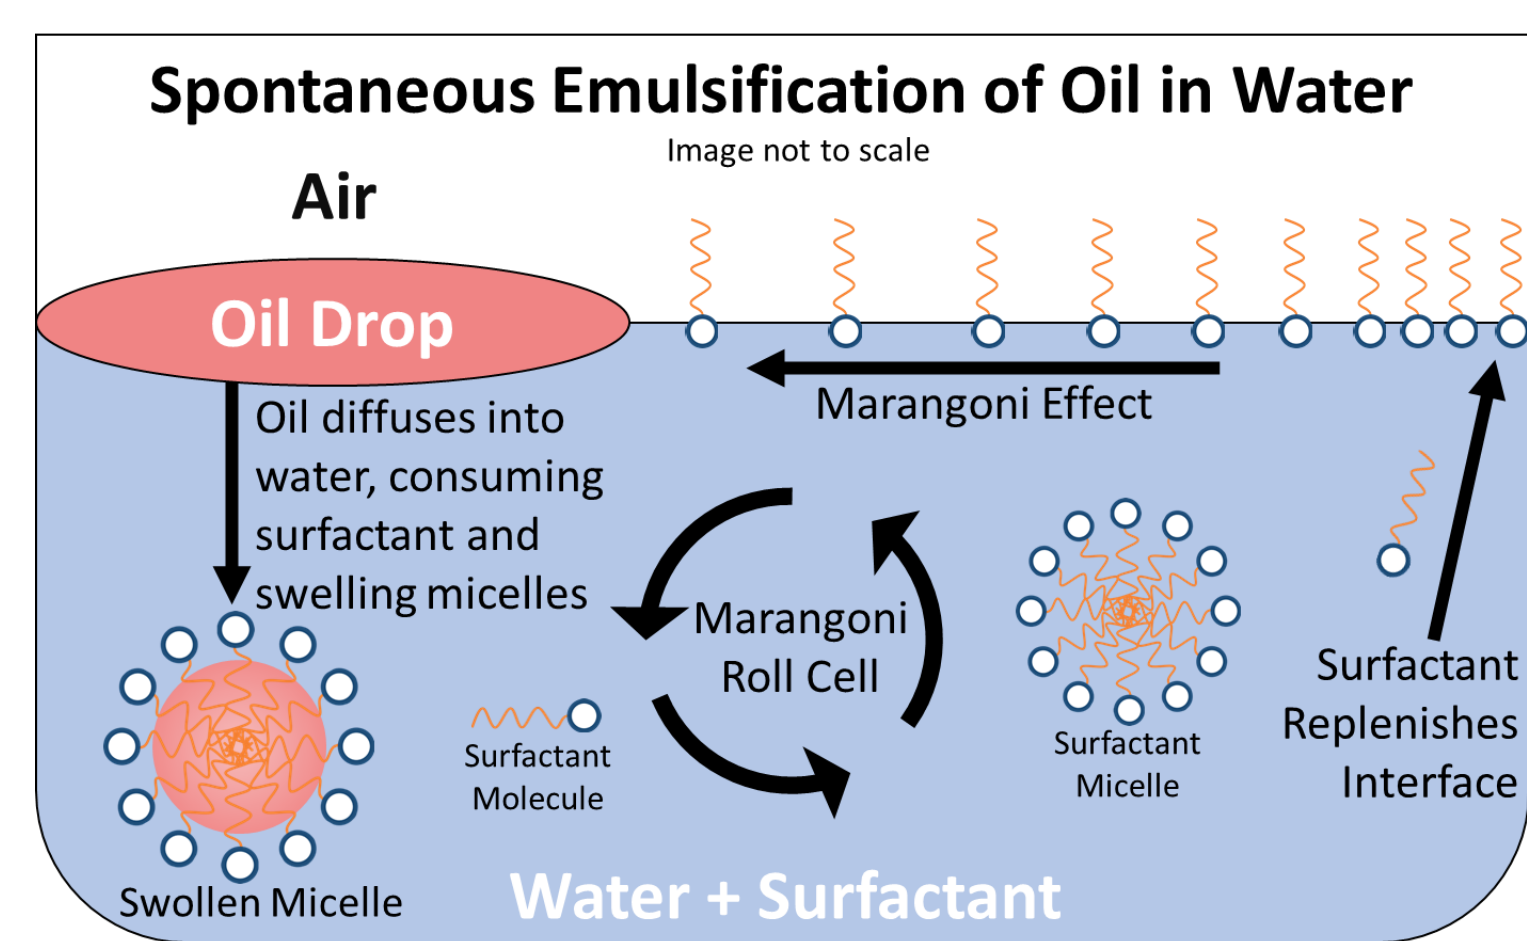 Spontaneous Emulsification of Oil in Water
Image not to scale
Air
Oil Drop
Marangoni Effect
Oil diffuses into
water, consuming
surfactant and
swelling micelles
Marangoni
Roll Cell
Surfactant
Molecule
Surfactant
Micelle
Surfactant
Replenishes
Interface
Swollen Micelle
Water + Surfactant